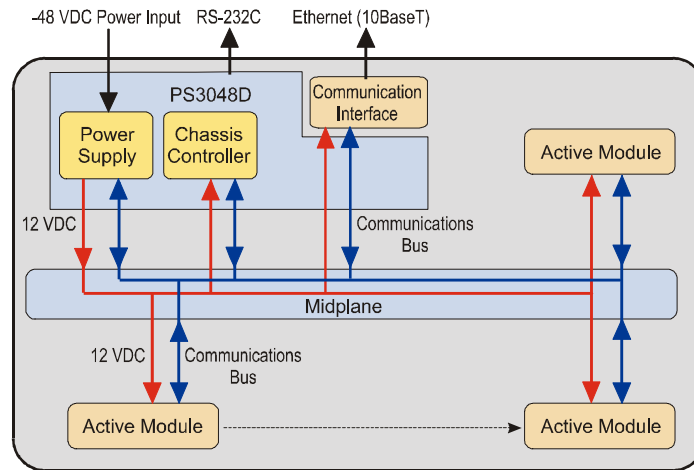 -48 VDC Power Input
RS-232C
Ethernet (10BaseT)
PS3048D
Communication
Interface
Power
Supply
Chassis
Controller
Active Module
12 VDC
Communications
Bus
Midplane
12 VDC
Communications
Bus
Active Module
Active Module